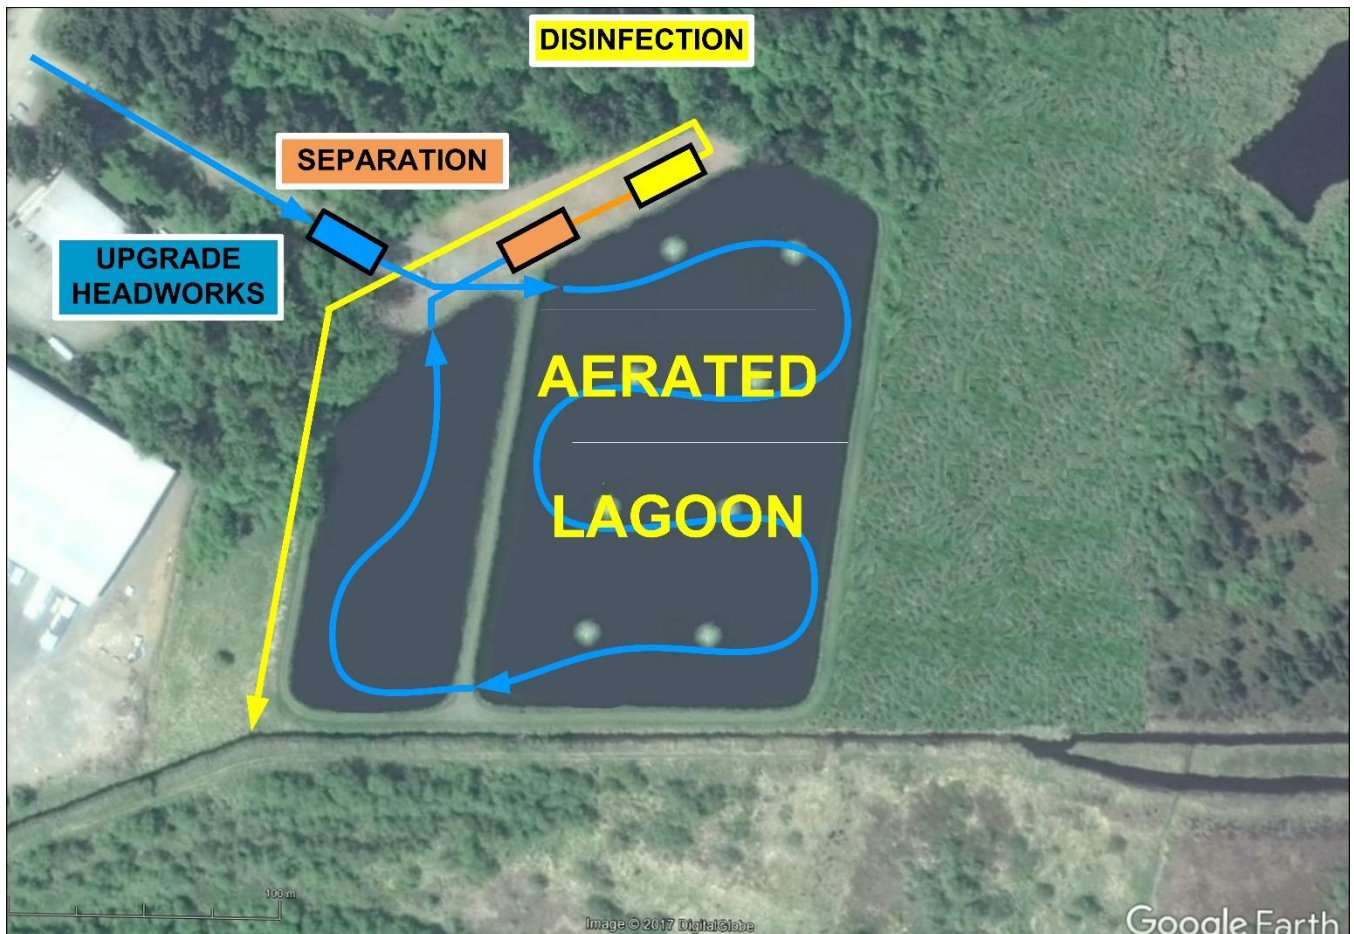 DISINFECTION
SEPARATION
UPGRADE
HEADWORKS
AERATED
LAGOON
100 m
Image © 2017 DigitalGlobe
Google Earth